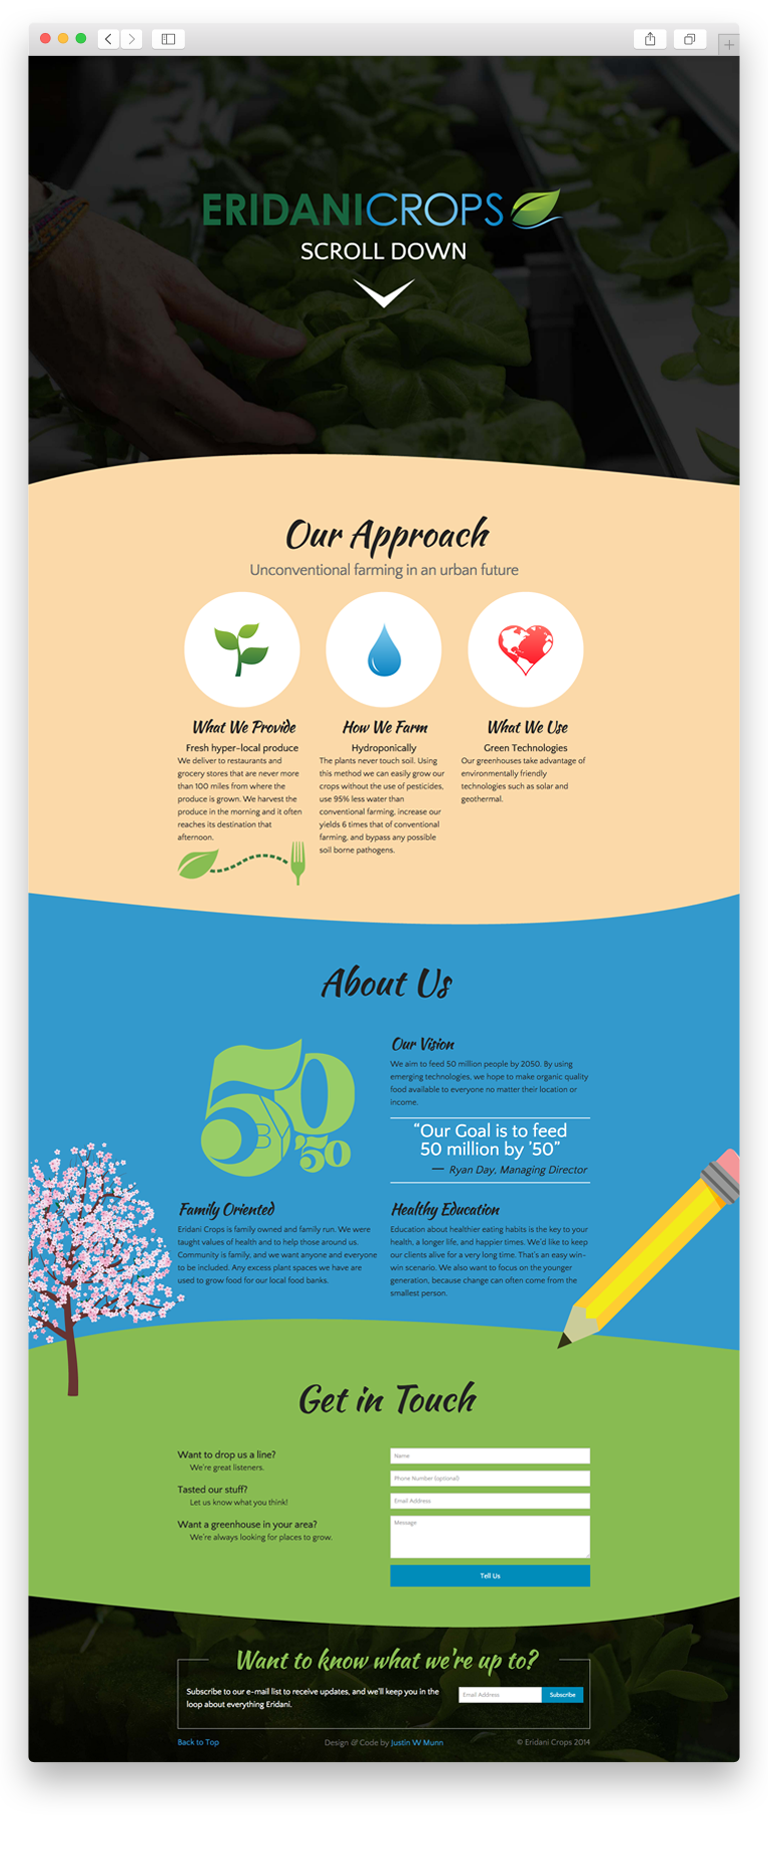 ERIDANICROPS
SCROLL DOWN
Our Approach
Unconventional farming in an urban future
What We Provide
Fresh hyper-local produce
We deliver to restaurants and
grocery stores that are never more
than 100 miles from where the
produce is grown. We harvest the
produce in the morning and it often
reaches its destination that
afternoon.
How We Farm
Hydroponically
The plants never touch soil. Using
this method we can easily grow our
crops without the use of pesticides,
use 95% less water than
conventional farming, increase our
yields 6 times that of conventional
farming, and bypass any possible
soil borne pathogens.
What We Use
Green Technologies
Our greenhouses take advantage of
environmentally friendly
technologies such as solar and
geothermal.
About Us
50
BY
'50
Our Vision
We aim to feed 50 million people by 2050. By using
emerging technologies, we hope to make organic quality
food available to everyone no matter their location or
income.
“Our Goal is to feed
50 million by ’50”
— Ryan Day, Managing Director
Family Oriented
Eridani Crops is family owned and family run. We were
taught values of health and to help those around us.
Community is family, and we want anyone and everyone
to be included. Any excess plant spaces we have are
used to grow food for our local food banks.
Healthy Education
Education about healthier eating habits is the key to your
health, a longer life, and happier times. We'd like to keep
our clients alive for a very long time. That's an easy win-
win scenario. We also want to focus on the younger
generation, because change can often come from the
smallest person.
Get in Touch
Want to drop us a line?
We're great listeners.
Tasted our stuff?
Let us know what you think!
Want a greenhouse in your area?
We're always looking for places to grow.
Name
Phone Number (optional)
Email Address
Message
Tell Us
Want to know what we're up to?
Subscribe to our e-mail list to receive updates, and we'll keep you in the
loop about everything Eridani.
Email Address
Subscribe
Back to Top
Design & Code by Justin W Munn
© Eridani Crops 2014